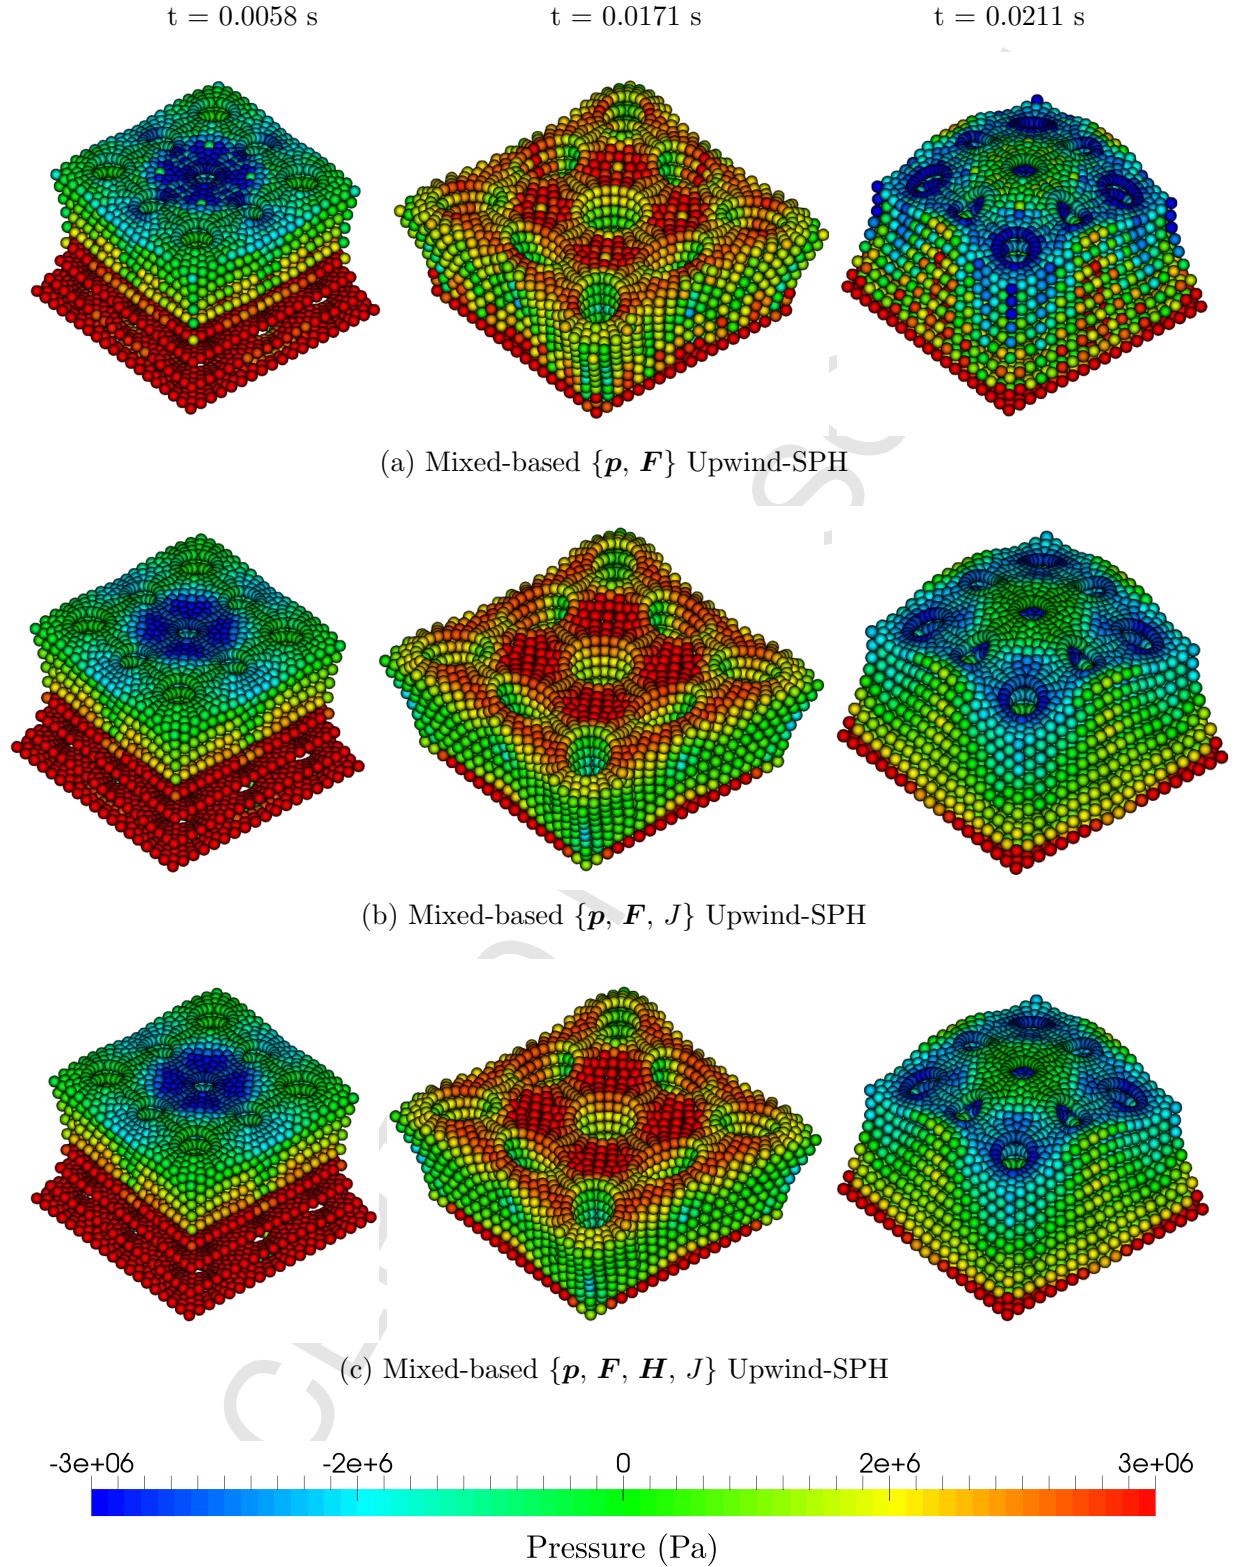 t = 0.0058 s t = 0.0171 s t = 0.0211 s
(a) Mixed-based {p, F} Upwind-SPH
(b) Mixed-based {p, F, J} Upwind-SPH
(c) Mixed-based {p, F, H, J} Upwind-SPH
-3e+06 -2e+6 0 2e+6 3e+06
Pressure (Pa)